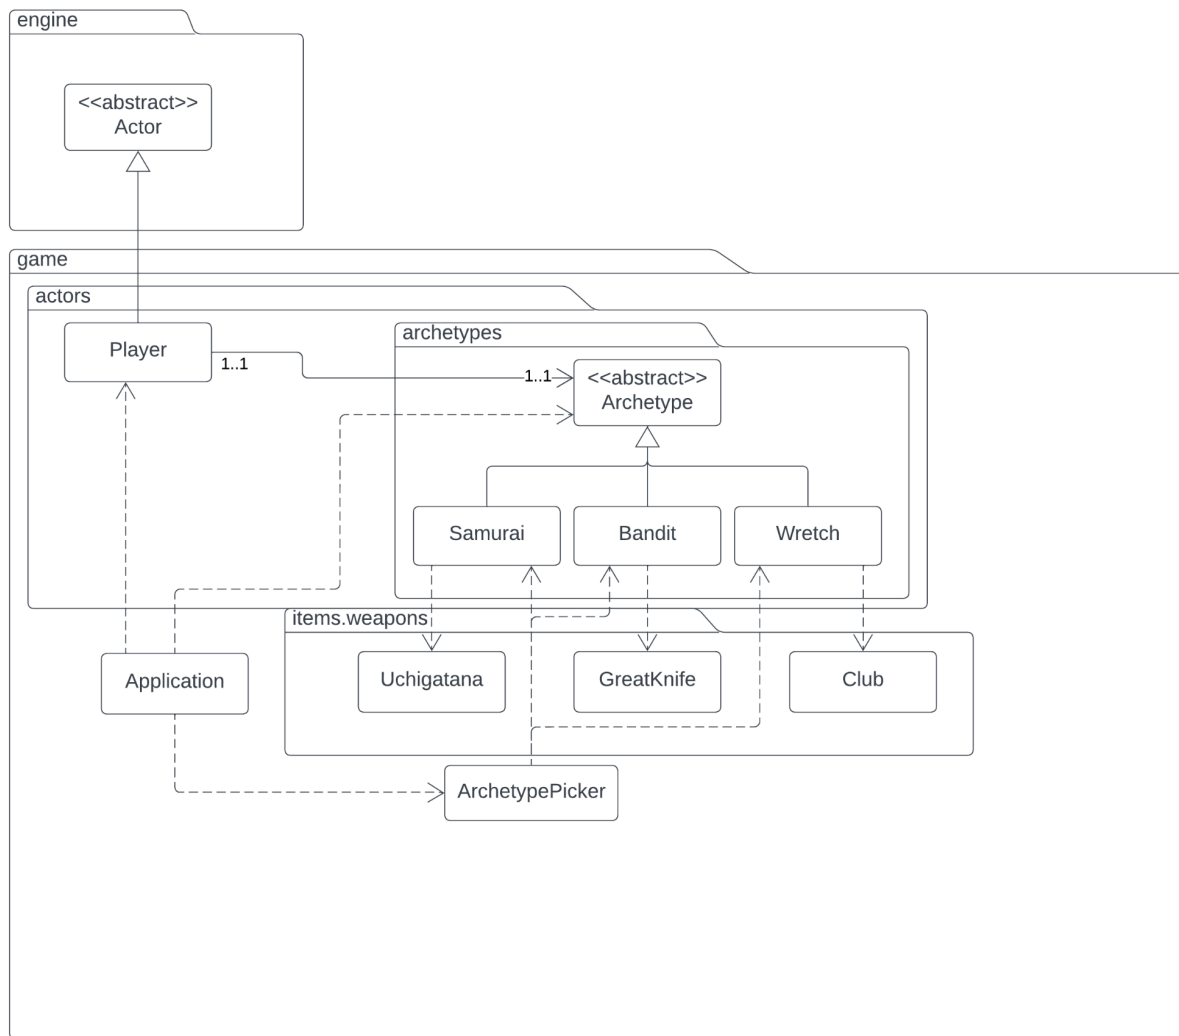 engine
<<abstract>>
Actor
game
actors
Player
1..1
archetypes
1..1
<<abstract>>
Archetype
Samurai
Bandit
Wretch
items.weapons
Application
Uchigatana
GreatKnife
Club
ArchetypePicker